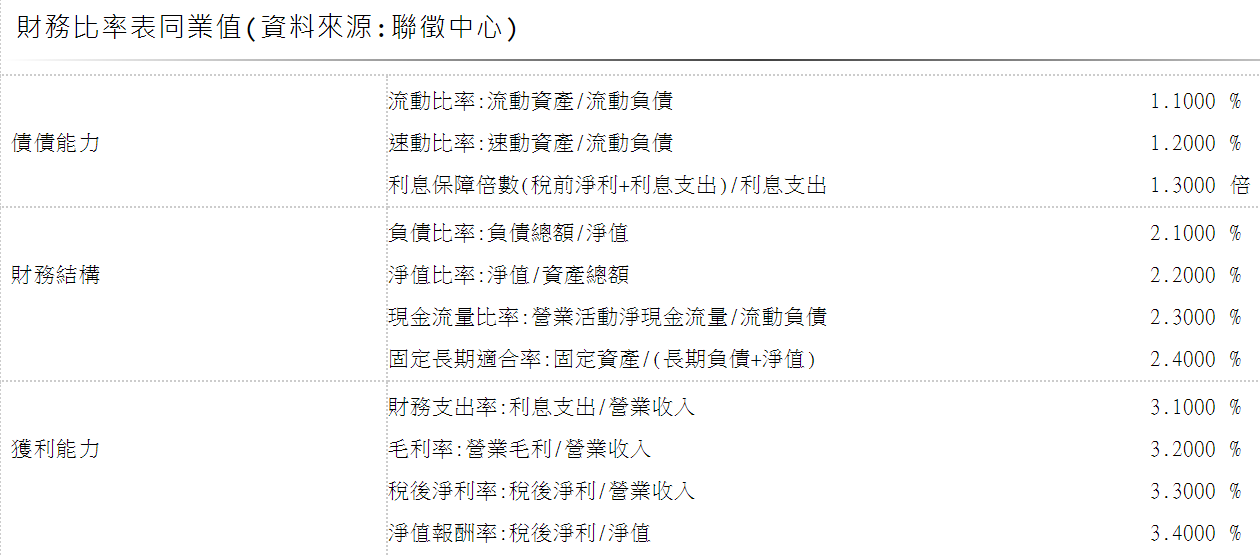 財務比率表同業值(資料來源:聯徵中心)
債債能力
流動比率:流動資產/流動負債 1.1000 %
速動比率:速動資產/流動負債 1.2000 %
利息保障倍數(稅前淨利+利息支出)/利息支出 1.3000 倍
財務結構
負債比率:負債總額/淨值 2.1000 %
淨值比率:淨值/資產總額 2.2000 %
現金流量比率:營業活動淨現金流量/流動負債 2.3000 %
固定長期適合率:固定資產/(長期負債+淨值) 2.4000 %
獲利能力
財務支出率:利息支出/營業收入 3.1000 %
毛利率:營業毛利/營業收入 3.2000 %
稅後淨利率:稅後淨利/營業收入 3.3000 %
淨值報酬率:稅後淨利/淨值 3.4000 %